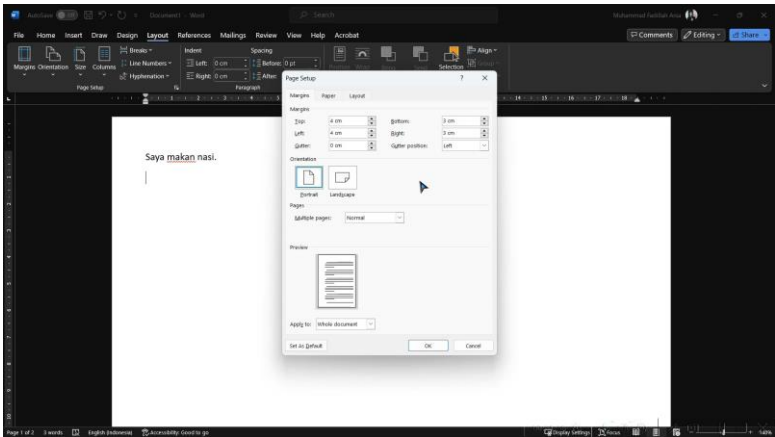 AutoSave Document1 - Word Search Muhammad Fadillah Arsa
File Home Insert Draw Design Layout References Mailings Review View Help Acrobat Comments Editing Share
Margins Orientation Size Columns
Breaks
Line Numbers
Hyphenation
Page Setup
Indent Spacing
Left: 0 cm Before: 0 pt
Right: 0 cm After:
Paragraph
Selection
Align
Page Setup ? ×
Margins Paper Layout
Margins
Top: 4 cm Bottom: 3 cm
Left: 4 cm Right: 3 cm
Gutter: 0 cm Gutter position: Left
Orientation
Portrait Landscape
Pages
Multiple pages: Normal
Preview
Apply to: Whole document
Set as Default OK Cancel
Saya makan nasi.
Page 1 of 2 3 words English (Indonesia) Accessibility: Good to go Display Settings Focus 140%